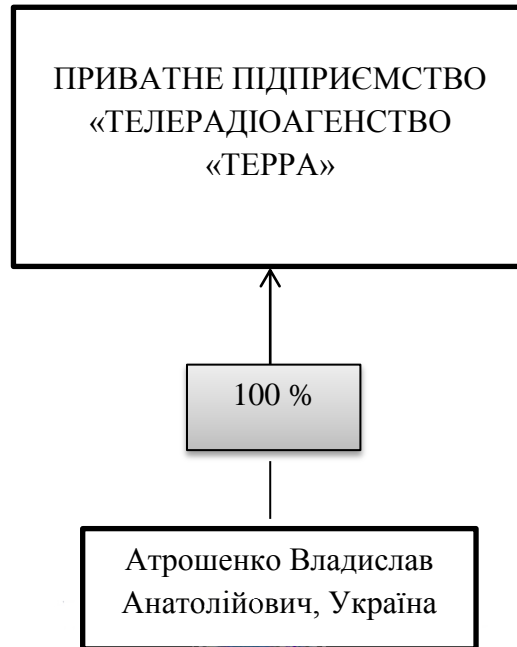 ПРИВАТНЕ ПІДПРИЄМСТВО
«ТЕЛЕРАДІОАГЕНСТВО
«ТЕРРА»
100 %
Атрошенко Владислав
Анатолійович, Україна